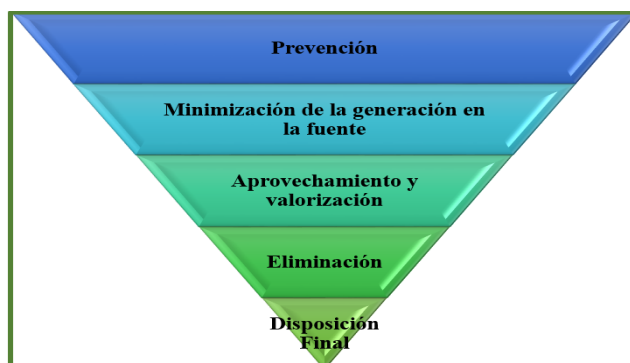 Prevención
Minimización de la generación en
la fuente
Aprovechamiento y
valorización
Eliminación
Disposición
Final